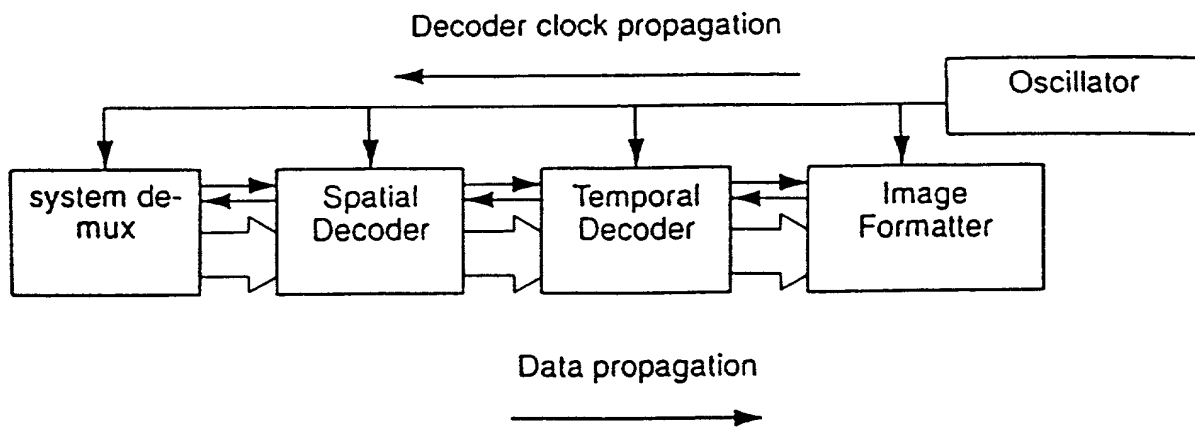 Decoder clock propagation
Oscillator
system de-
mux
Spatial
Decoder
Temporal
Decoder
Image
Formatter
Data propagation